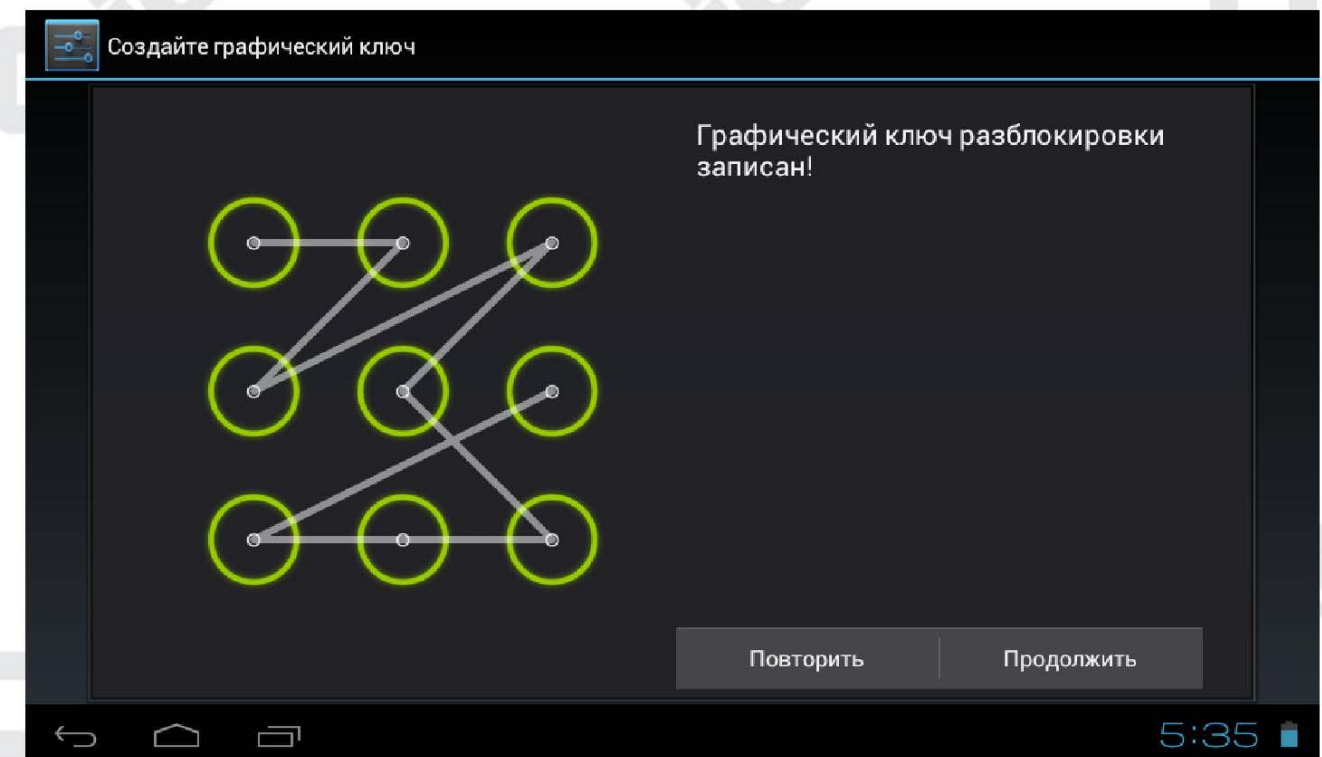 Создайте графический ключ
Графический ключ разблокировки
записан!
Повторить
Продолжить
5:35